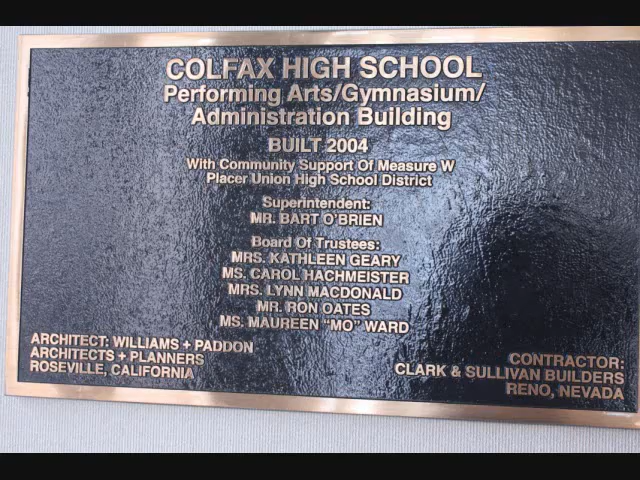 COLFAX HIGH SCHOOL
Performing Arts/Gymnasium/
Administration Building
BUILT 2004
With Community Support Of Measure W
Placer Union High School District
Superintendent:
MR. BART O'BRIEN
Board Of Trustees:
MRS. KATHLEEN GEARY
MS. CAROL HACHMEISTER
MRS. LYNN MACDONALD
MR. RON OATES
MS. MAUREEN "MO" WARD
ARCHITECT: WILLIAMS + PADDON
ARCHITECTS + PLANNERS
ROSEVILLE, CALIFORNIA
CONTRACTOR:
CLARK & SULLIVAN BUILDERS
RENO, NEVADA